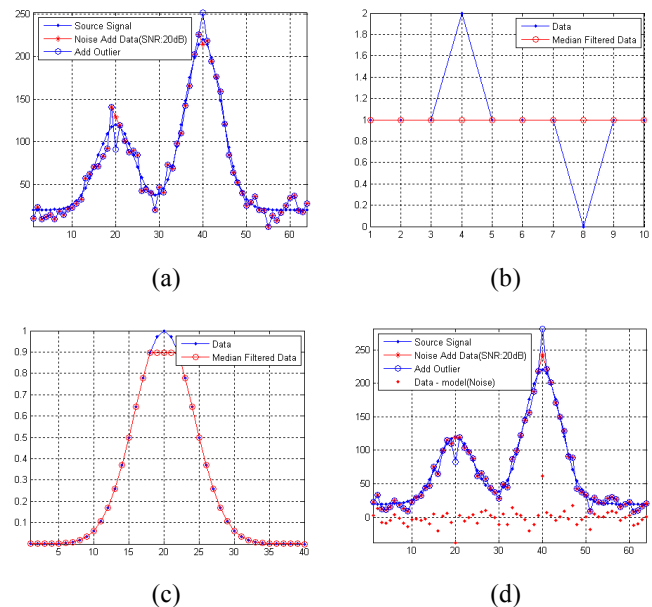 250
200
150
100
50
10 20 30 40 50 60
Source Signal
Noise Add Data(SNR:20dB)
Add Outlier
(a)
2
1.8
1.6
1.4
1.2
1
0.8
0.6
0.4
0.2
0
1 2 3 4 5 6 7 8 9 10
Data
Median Filtered Data
(b)
1
0.9
0.8
0.7
0.6
0.5
0.4
0.3
0.2
0.1
5 10 15 20 25 30 35 40
Data
Median Filtered Data
(c)
250
200
150
100
50
0
10 20 30 40 50 60
Source Signal
Noise Add Data(SNR:20dB)
Add Outlier
Data - model(Noise)
(d)